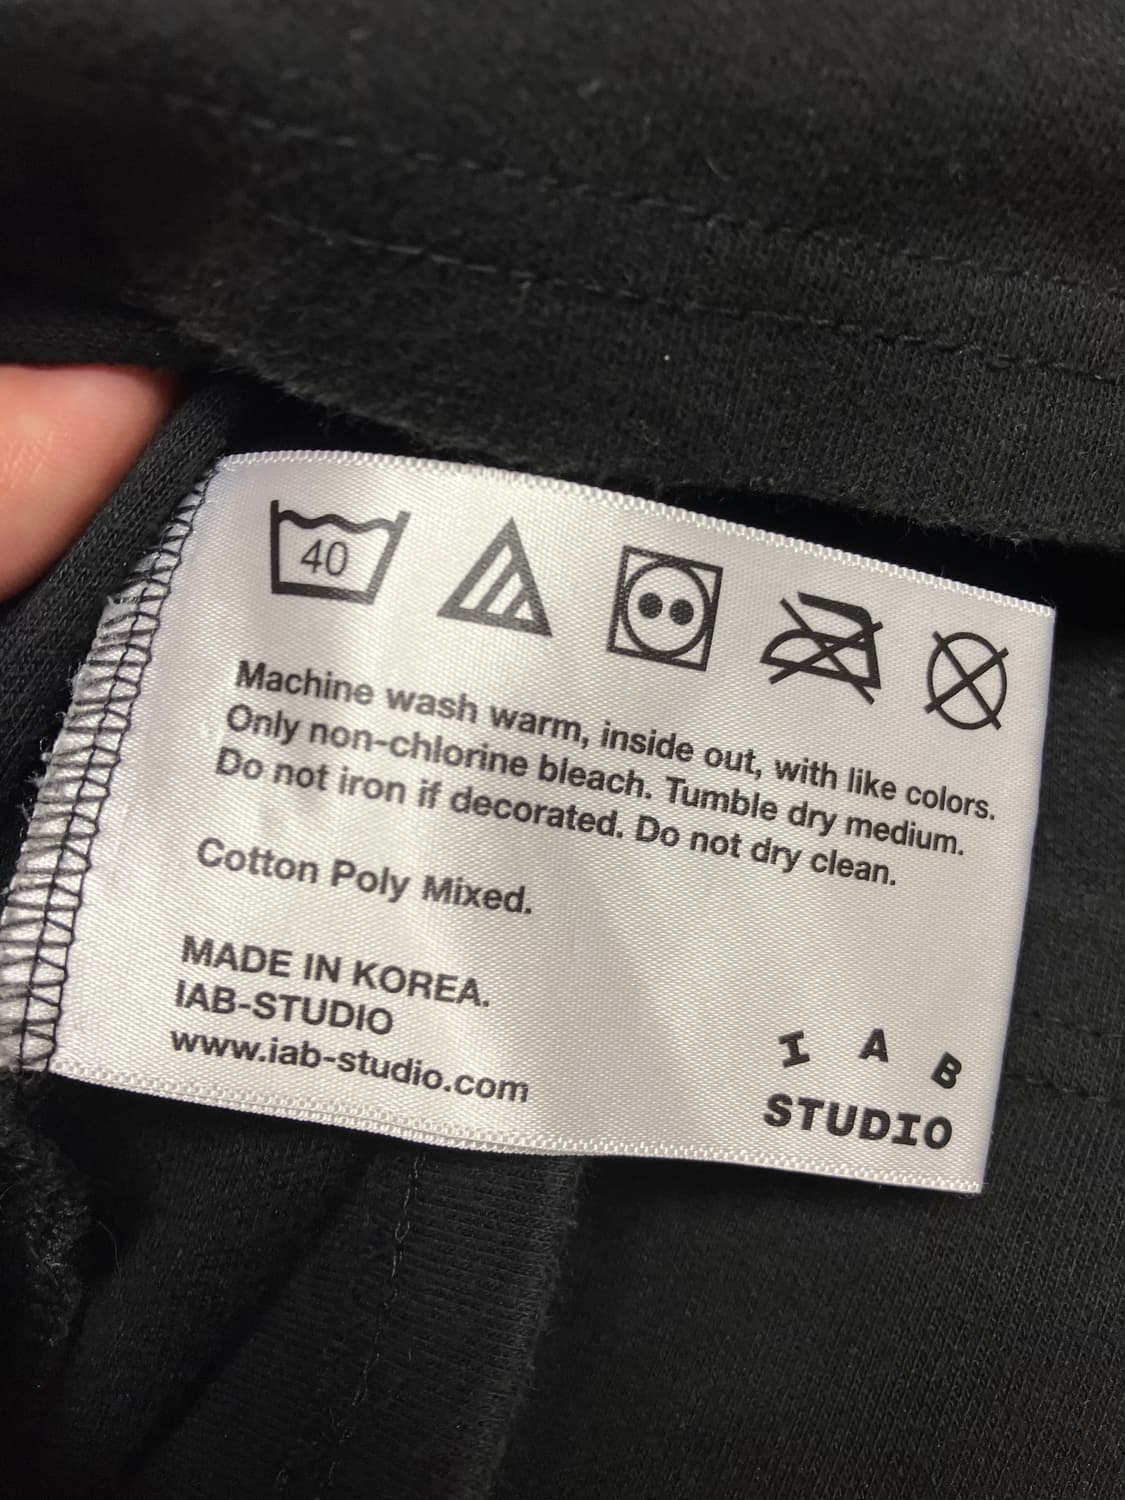 40
Machine wash warm, inside out, with like colors.
Only non-chlorine bleach. Tumble dry medium.
Do not iron if decorated. Do not dry clean.
Cotton Poly Mixed.
MADE IN KOREA.
IAB-STUDIO
www.iab-studio.com
I A B
STUDIO